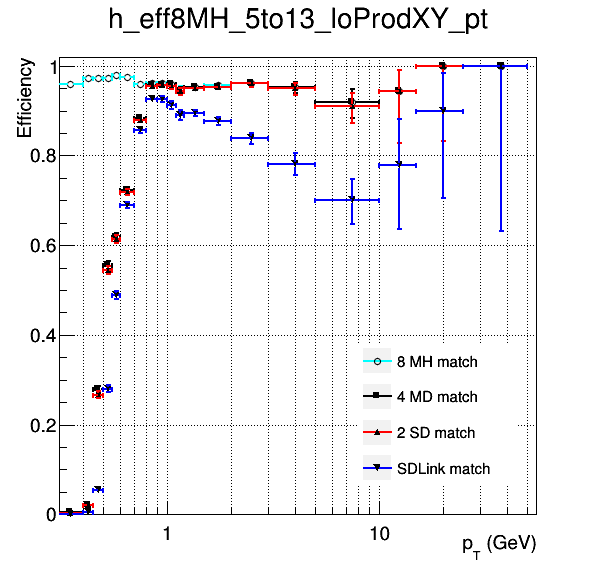 h_eff8MH_5to13_loProdXY_pt
Efficiency
1
0.8
0.6
0.4
0.2
0
8 MH match
4 MD match
2 SD match
SDLink match
1
10
p_T (GeV)